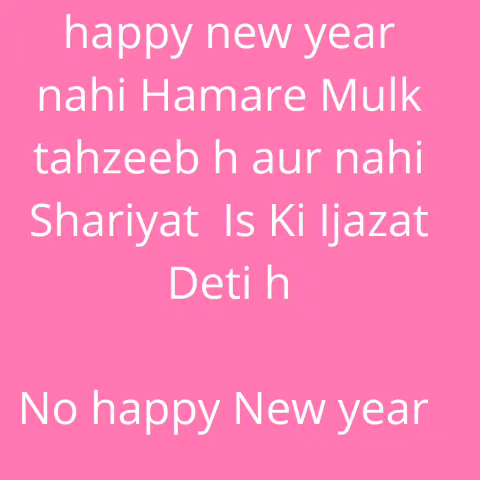 happy new year
nahi Hamare Mulk
tahzeeb h aur nahi
Shariyat  Is Ki Ijazat
Deti h
No happy New year